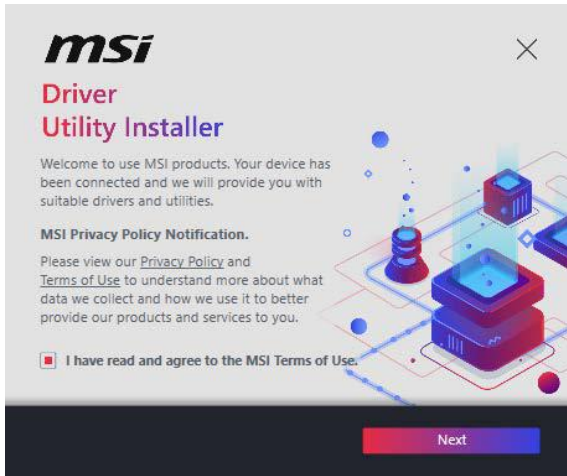 msi
Driver
Utility Installer
Welcome to use MSI products. Your device has
been connected and we will provide you with
suitable drivers and utilities.
MSI Privacy Policy Notification.
Please view our Privacy Policy and
Terms of Use to understand more about what
data we collect and how we use it to better
provide our products and services to you.
I have read and agree to the MSI Terms of Use.
Next